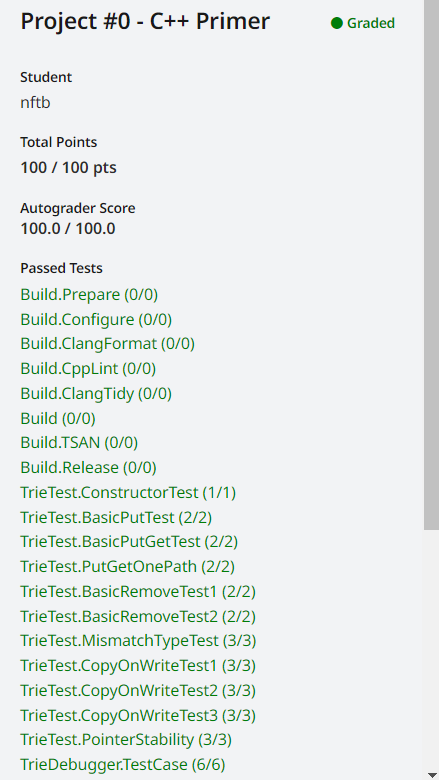 Project #0 - C++ Primer
Graded
Student
nftb
Total Points
100 / 100 pts
Autograder Score
100.0 / 100.0
Passed Tests
Build.Prepare (0/0)
Build.Configure (0/0)
Build.ClangFormat (0/0)
Build.CppLint (0/0)
Build.ClangTidy (0/0)
Build (0/0)
Build.TSAN (0/0)
Build.Release (0/0)
TrieTest.ConstructorTest (1/1)
TrieTest.BasicPutTest (2/2)
TrieTest.BasicPutGetTest (2/2)
TrieTest.PutGetOnePath (2/2)
TrieTest.BasicRemoveTest1 (2/2)
TrieTest.BasicRemoveTest2 (2/2)
TrieTest.MismatchTypeTest (3/3)
TrieTest.CopyOnWriteTest1 (3/3)
TrieTest.CopyOnWriteTest2 (3/3)
TrieTest.CopyOnWriteTest3 (3/3)
TrieTest.PointerStability (3/3)
TrieDebugger.TestCase (6/6)